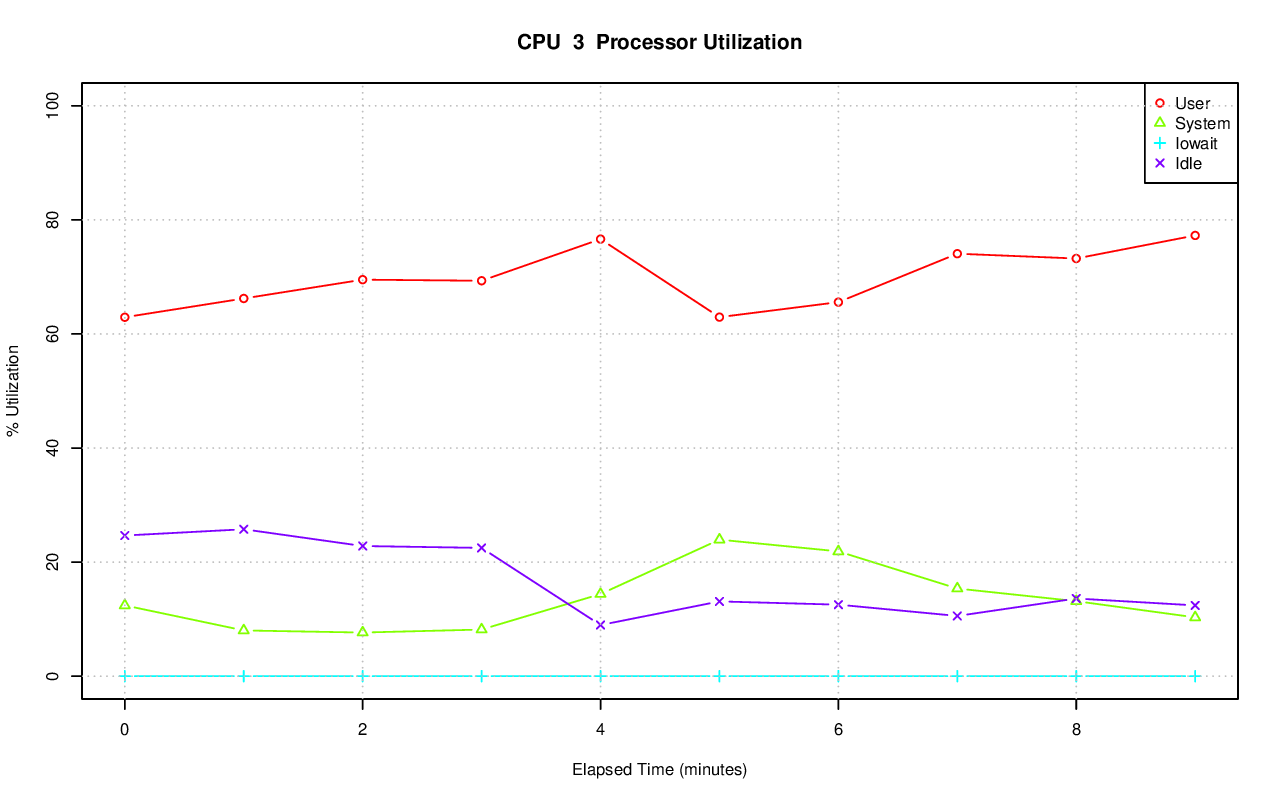 CPU  3  Processor Utilization
User
System
Iowait
Idle
% Utilization
100
80
60
40
20
0
0 2 4 6 8
Elapsed Time (minutes)